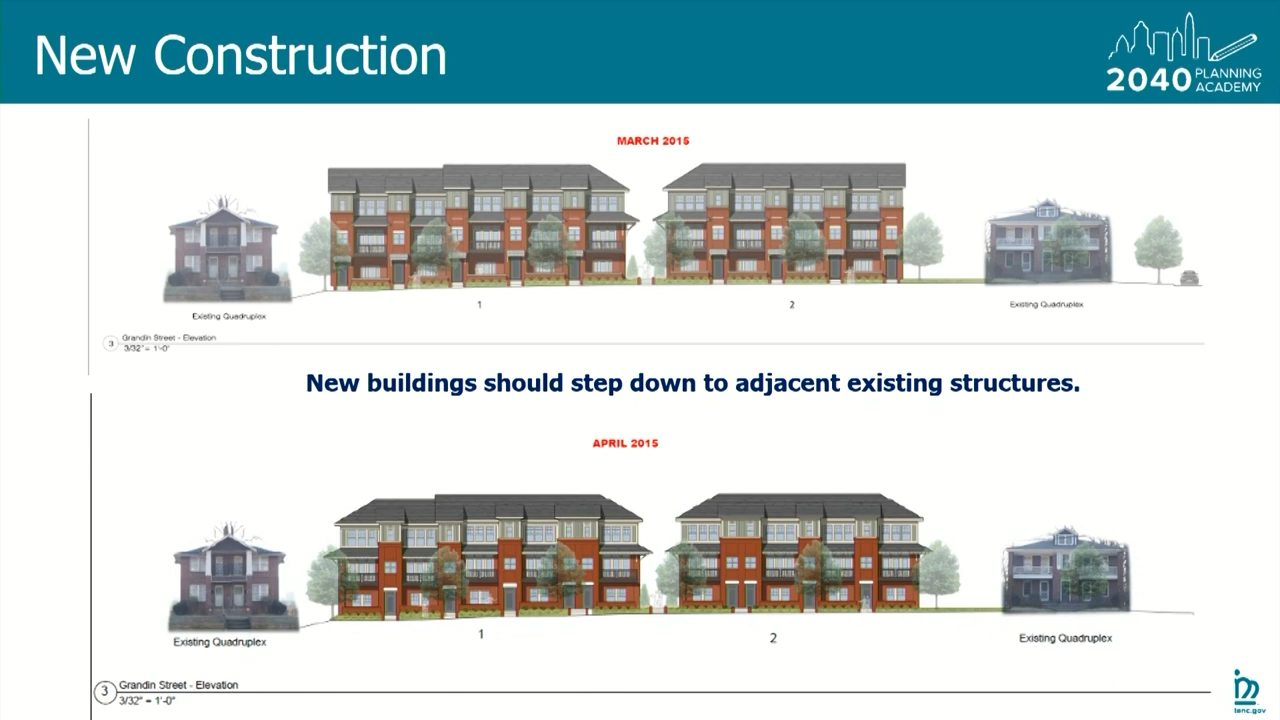 New Construction
2040 PLANNING
ACADEMY
MARCH 2015
1
2
Existing Quadruplex
Existing Quadruplex
3
Grandin Street - Elevation
3/32" = 1'-0"
New buildings should step down to adjacent existing structures.
APRIL 2015
1
2
Existing Quadruplex
Existing Quadruplex
3
Grandin Street - Elevation
3/32" = 1'-0"